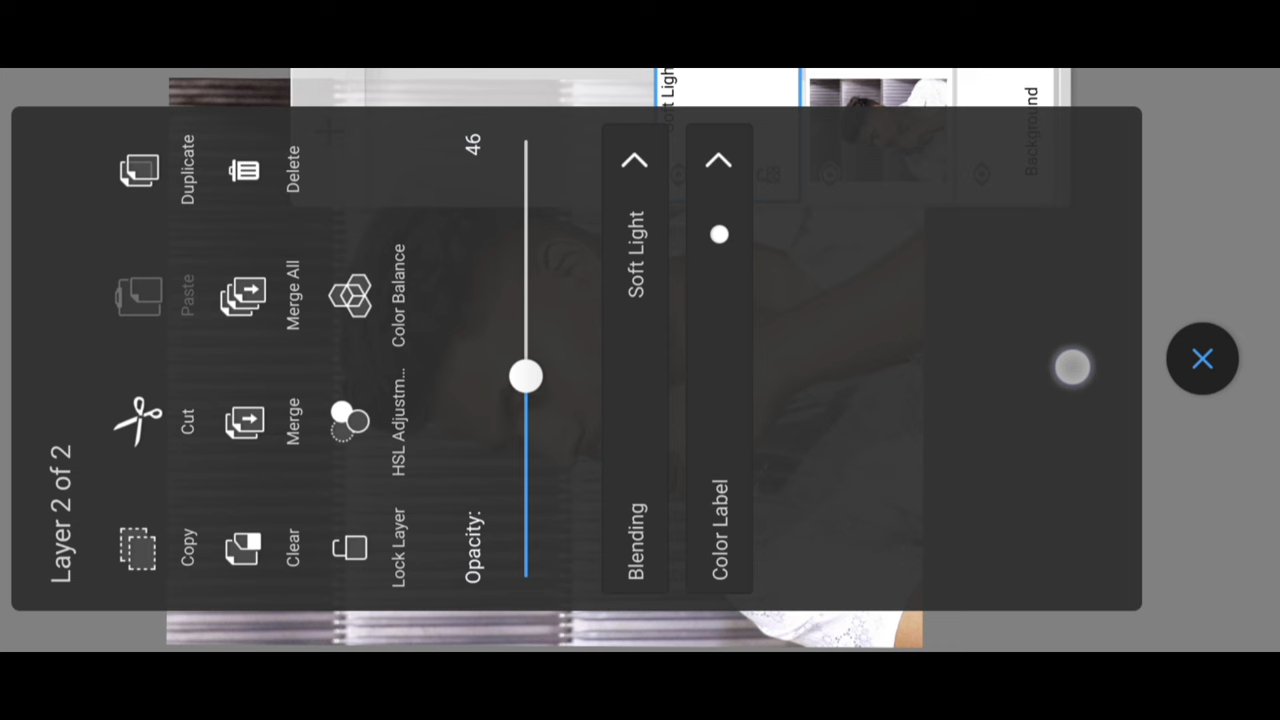 Layer 2 of 2
Copy
Cut
Paste
Duplicate
Clear
Merge
Merge All
Delete
Lock Layer
HSL Adjustm...
Color Balance
Opacity:
46
Blending
Soft Light
Color Label
Background